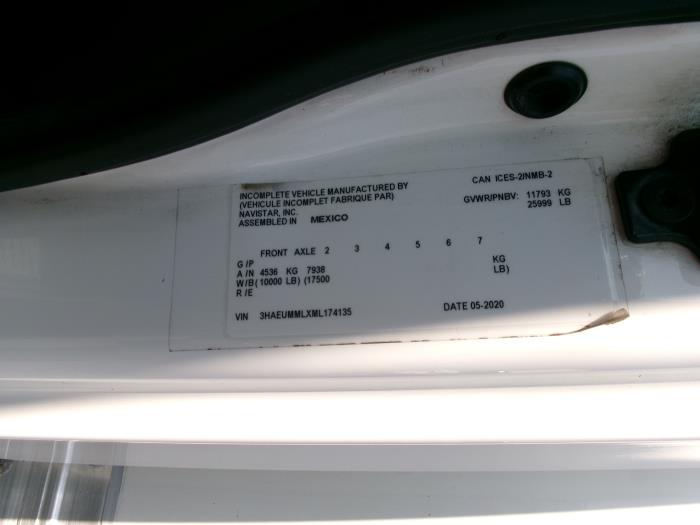 INCOMPLETE VEHICLE MANUFACTURED BY
(VEHICULE INCOMPLET FABRIQUE PAR)
NAVISTAR, INC.
ASSEMBLED IN MEXICO
CAN ICES-2/NMB-2
GVWR/PNBV: 11793 KG
25999 LB
FRONT AXLE 2 3 4 5 6 7
G/P
A/N 4536 KG 7938 KG
W/B (10000 LB) (17500 LB)
R/E
VIN 3HAEUMMLXML174135 DATE 05-2020